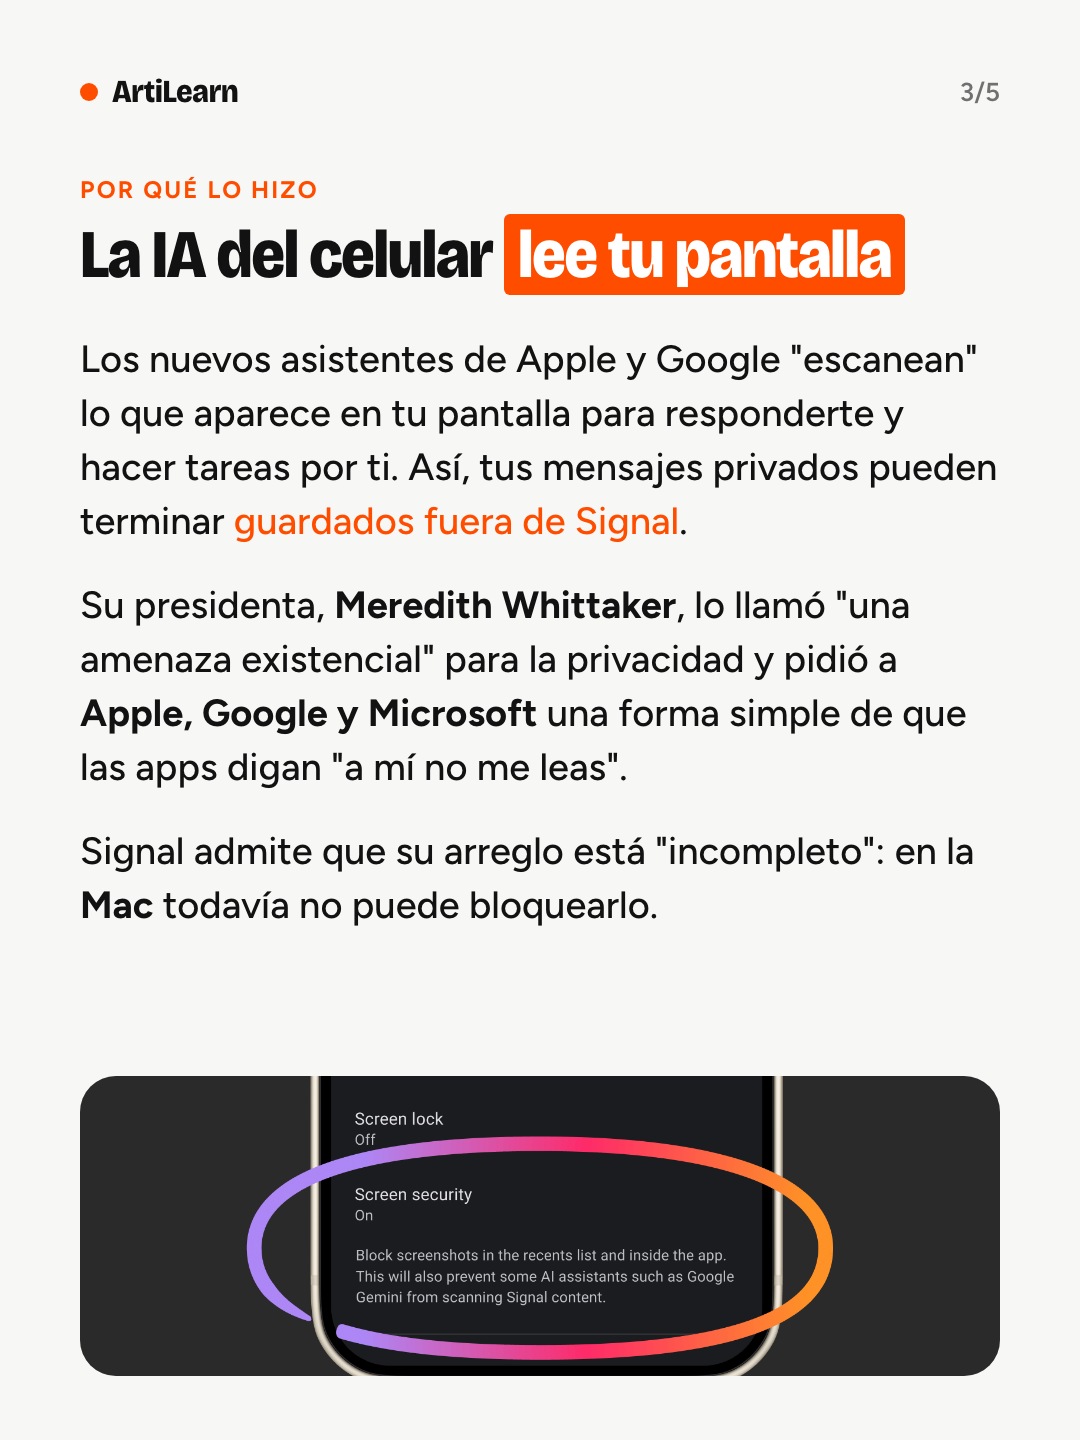 ArtiLearn
3/5
POR QUÉ LO HIZO
La IA del celular lee tu pantalla
Los nuevos asistentes de Apple y Google "escanean"
lo que aparece en tu pantalla para responderte y
hacer tareas por ti. Así, tus mensajes privados pueden
terminar guardados fuera de Signal.
Su presidenta, Meredith Whittaker, lo llamó "una
amenaza existencial" para la privacidad y pidió a
Apple, Google y Microsoft una forma simple de que
las apps digan "a mí no me leas".
Signal admite que su arreglo está "incompleto": en la
Mac todavía no puede bloquearlo.
Screen lock
Off
Screen security
On
Block screenshots in the recents list and inside the app.
This will also prevent some AI assistants such as Google
Gemini from scanning Signal content.